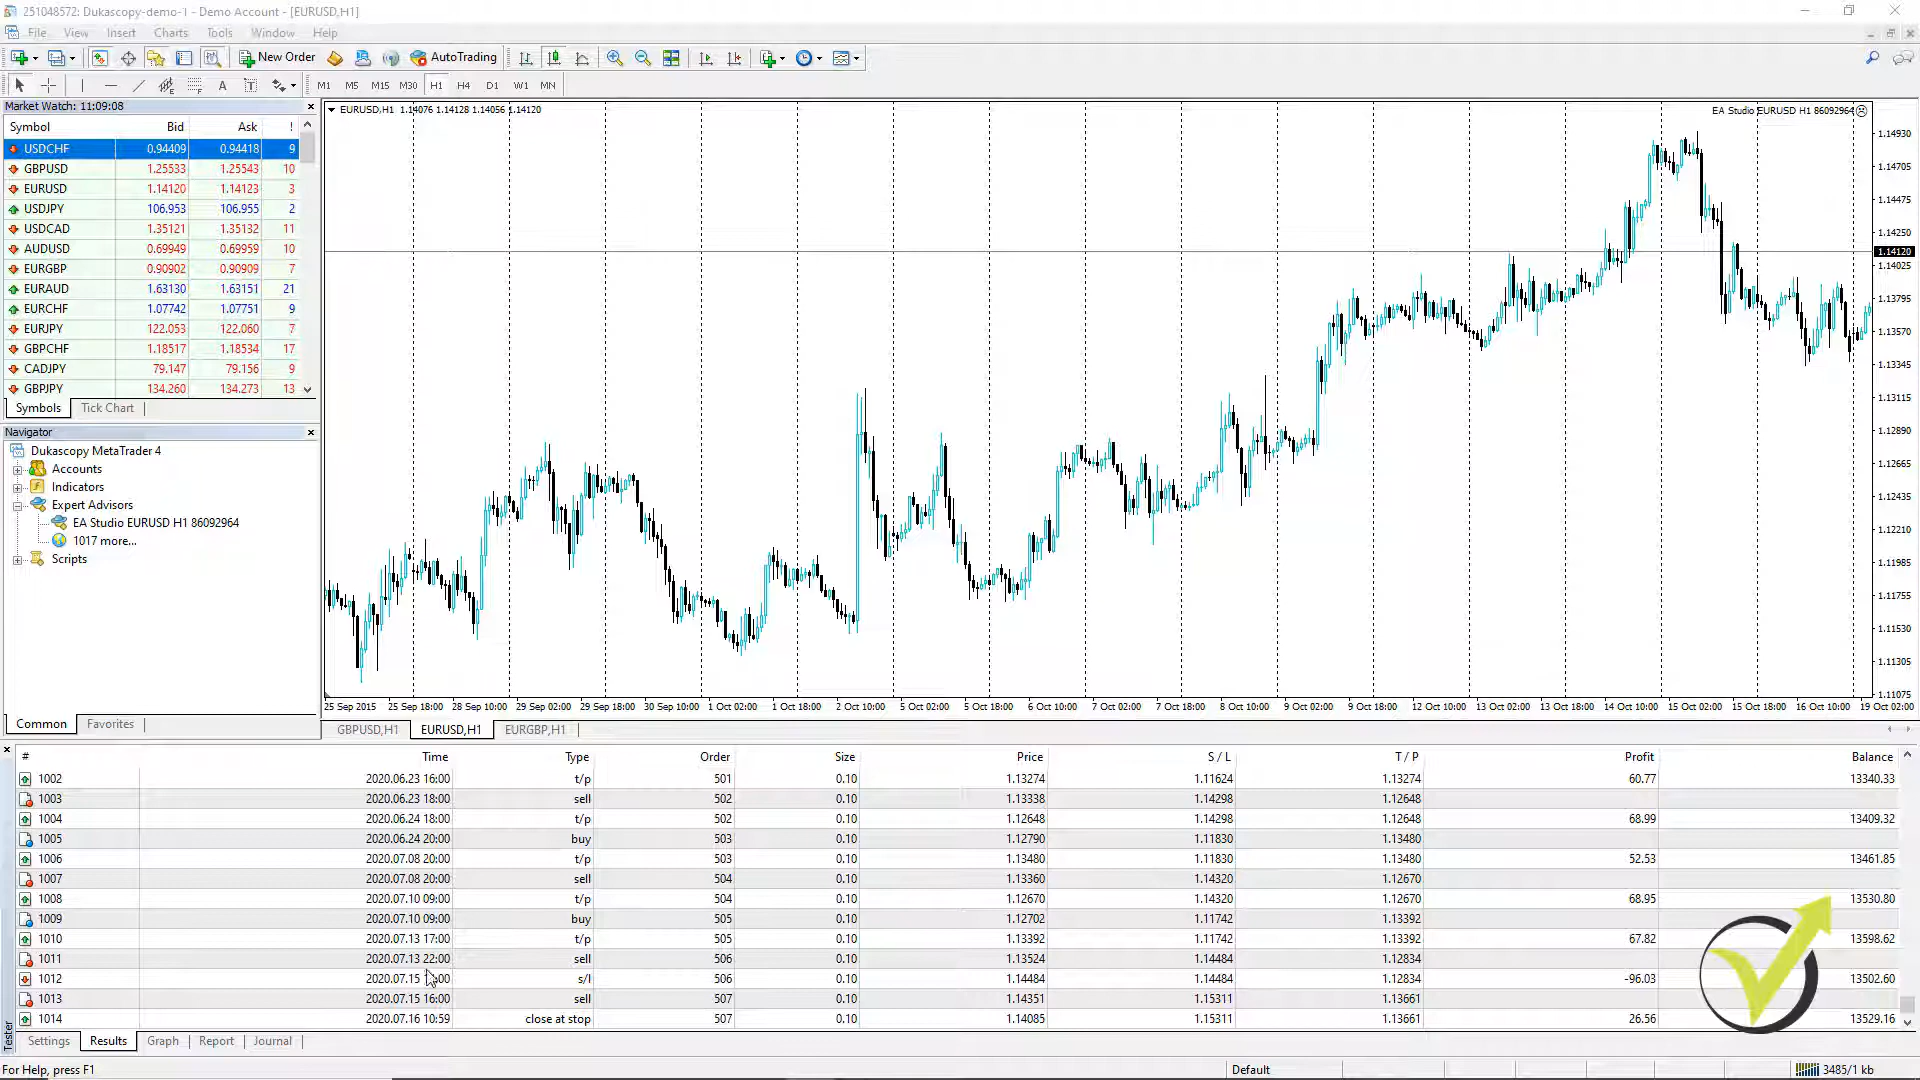 251048572: Dukascopy-demo-1 - Demo Account - [EURUSD,H1]
File View Insert Charts Tools Window Help
New Order AutoTrading
A T M1 M5 M15 M30 H1 H4 D1 W1 MN
Market Watch: 11:09:08
Symbol Bid Ask !
USDCHF 0.94409 0.94418 9
GBPUSD 1.25533 1.25543 10
EURUSD 1.14120 1.14123 3
USDJPY 106.953 106.955 2
USDCAD 1.35121 1.35132 11
AUDUSD 0.69949 0.69959 10
EURGBP 0.90902 0.90909 7
EURAUD 1.63130 1.63151 21
EURCHF 1.07742 1.07751 9
EURJPY 122.053 122.060 7
GBPCHF 1.18517 1.18534 17
CADJPY 79.147 79.156 9
GBPJPY 134.260 134.273 13
Symbols Tick Chart
Navigator
Dukascopy MetaTrader 4
Accounts
Indicators
Expert Advisors
EA Studio EURUSD H1 86092964
1017 more...
Scripts
Common Favorites
EURUSD,H1 1.14076 1.14128 1.14056 1.14120
EA Studio EURUSD H1 86092964
1.14930
1.14705
1.14475
1.14250
1.14120
1.14025
1.13795
1.13570
1.13345
1.13115
1.12890
1.12665
1.12435
1.12210
1.11985
1.11755
1.11530
1.11305
1.11075
25 Sep 2015 25 Sep 18:00 28 Sep 10:00 29 Sep 02:00 29 Sep 18:00 30 Sep 10:00 1 Oct 02:00 1 Oct 18:00 2 Oct 10:00 5 Oct 02:00 5 Oct 18:00 6 Oct 10:00 7 Oct 02:00 7 Oct 18:00 8 Oct 10:00 9 Oct 02:00 9 Oct 18:00 12 Oct 10:00 13 Oct 02:00 13 Oct 18:00 14 Oct 10:00 15 Oct 02:00 15 Oct 18:00 16 Oct 10:00 19 Oct 02:00
GBPUSD,H1 EURUSD,H1 EURGBP,H1
# Time Type Order Size Price S / L T / P Profit Balance
1002 2020.06.23 16:00 t/p 501 0.10 1.13274 1.11624 1.13274 60.77 13340.33
1003 2020.06.23 18:00 sell 502 0.10 1.13338 1.14298 1.12648
1004 2020.06.24 18:00 t/p 502 0.10 1.12648 1.14298 1.12648 68.99 13409.32
1005 2020.06.24 20:00 buy 503 0.10 1.12790 1.11830 1.13480
1006 2020.07.08 20:00 t/p 503 0.10 1.13480 1.11830 1.13480 52.53 13461.85
1007 2020.07.08 20:00 sell 504 0.10 1.13360 1.14320 1.12670
1008 2020.07.10 09:00 t/p 504 0.10 1.12670 1.14320 1.12670 68.95 13530.80
1009 2020.07.10 09:00 buy 505 0.10 1.12702 1.11742 1.13392
1010 2020.07.13 17:00 t/p 505 0.10 1.13392 1.11742 1.13392 67.82 13598.62
1011 2020.07.13 22:00 sell 506 0.10 1.13524 1.14484 1.12834
1012 2020.07.15 s/l 506 0.10 1.14484 1.14484 1.12834 -96.03 13502.60
1013 2020.07.15 16:00 sell 507 0.10 1.14351 1.15311 1.13661
1014 2020.07.16 10:59 close at stop 507 0.10 1.14085 1.15311 1.13661 26.56 13529.16
Tester
Settings Results Graph Report Journal
For Help, press F1 Default 3485/1 kb